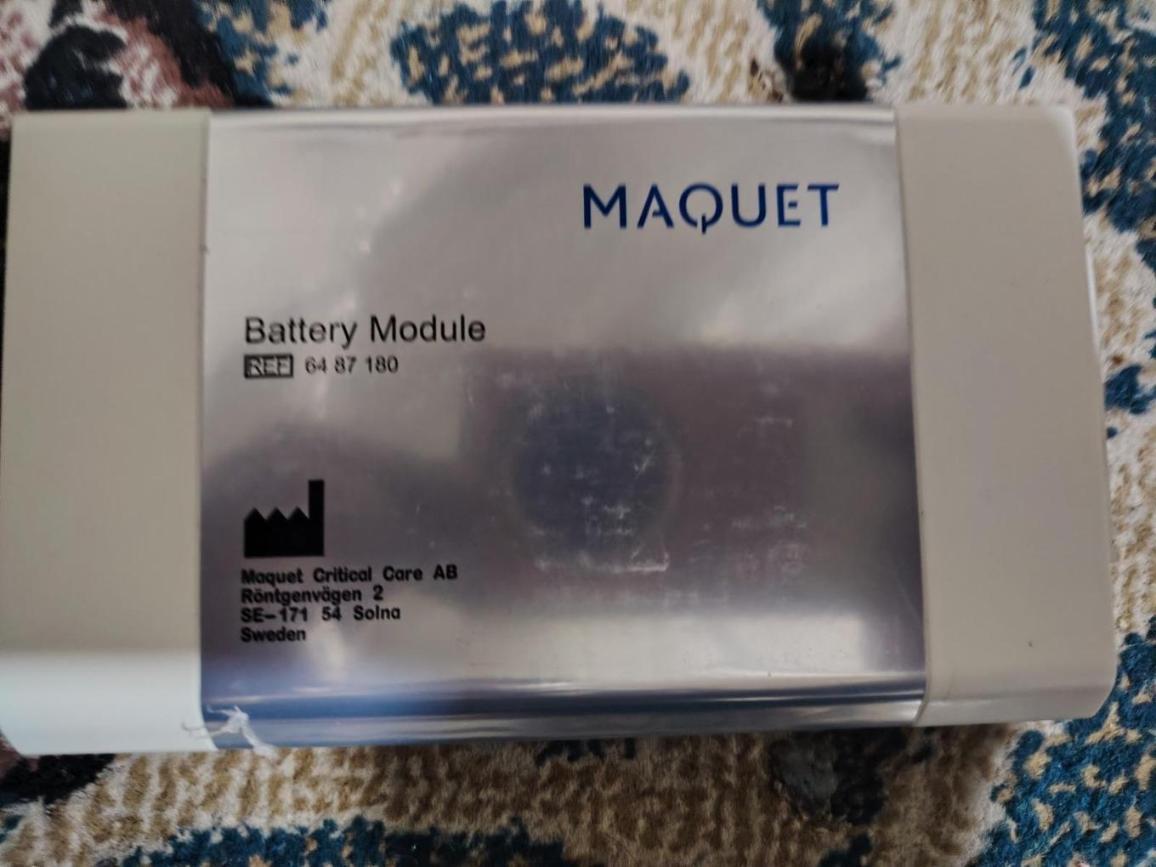 MAQUET
Battery Module
REF 64 87 180
Maquet Critical Care AB
Röntgenvägen 2
SE-171 54 Solna
Sweden